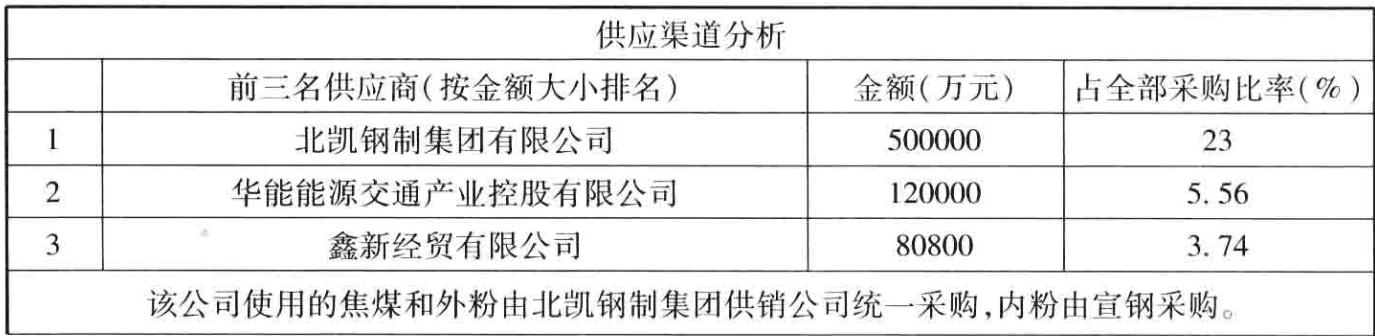 供应渠道分析
前三名供应商(按金额大小排名) 金额(万元) 占全部采购比率(%)
1 北凯钢制集团有限公司 500000 23
2 华能能源交通产业控股有限公司 120000 5.56
3 鑫新经贸有限公司 80800 3.74
该公司使用的焦煤和外粉由北凯钢制集团供销公司统一采购,内粉由宣钢采购。